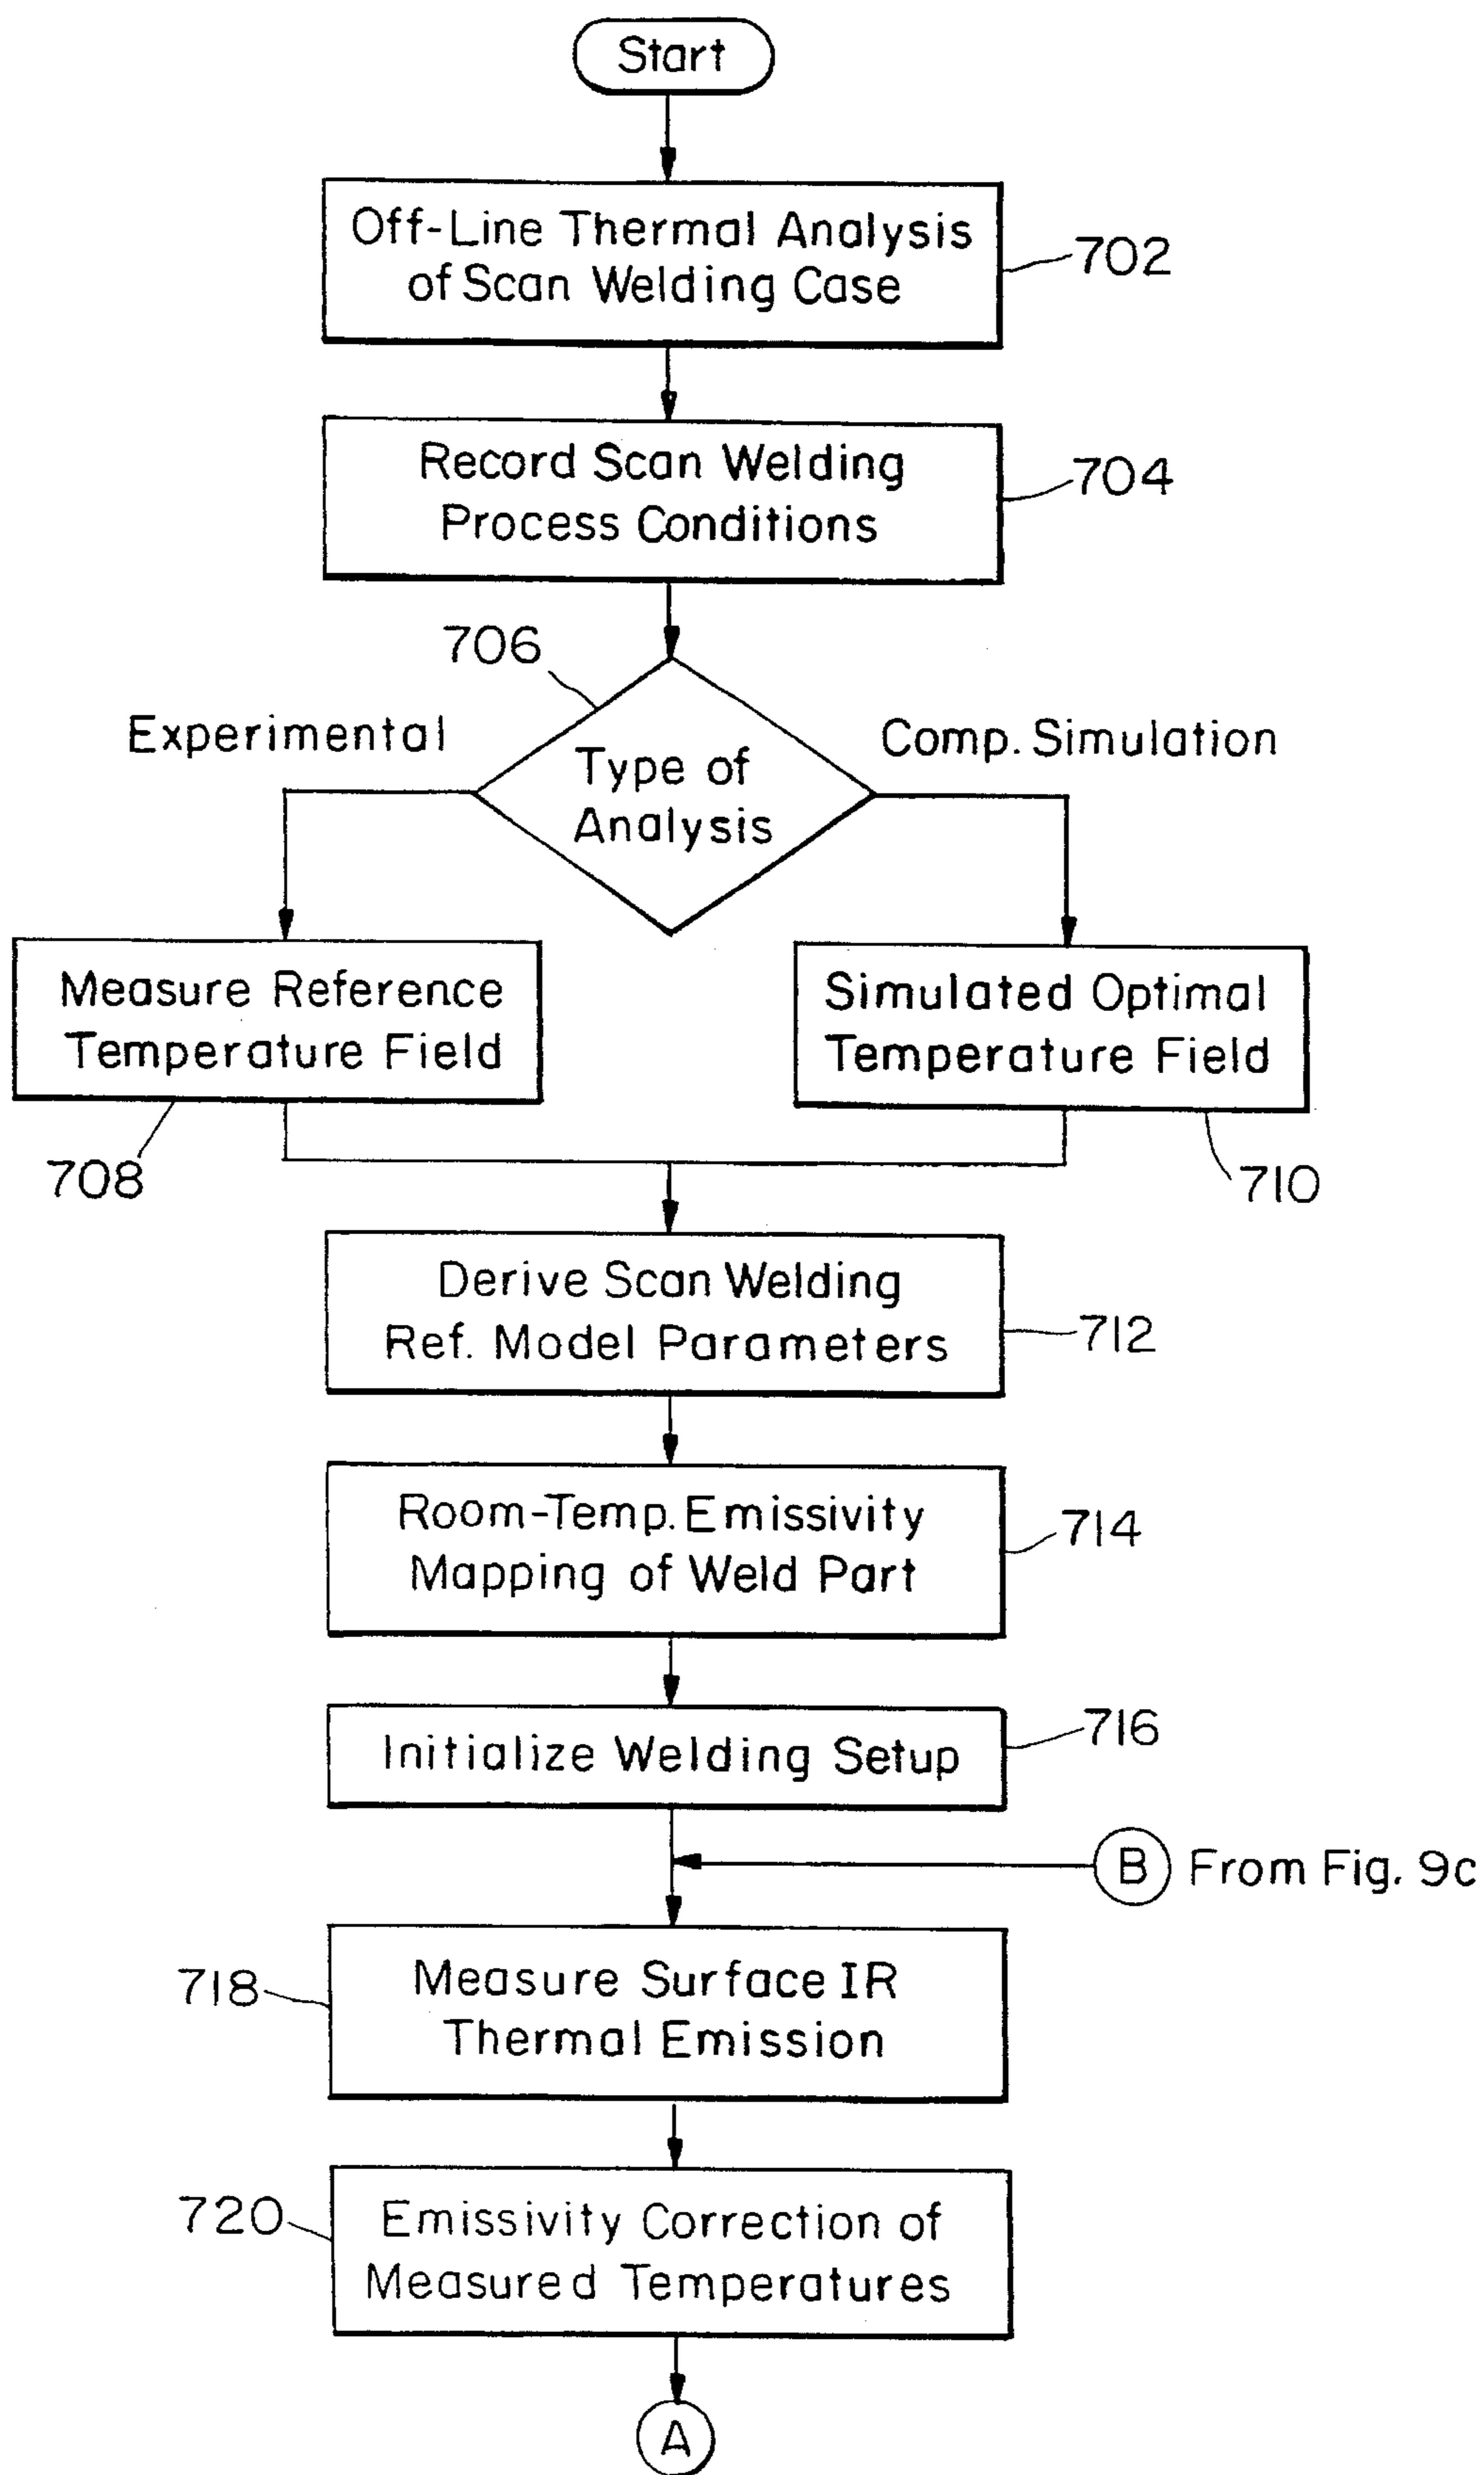 Start
Off-Line Thermal Analysis
of Scan Welding Case
702
Record Scan Welding
Process Conditions
704
706
Experimental
Comp. Simulation
Type of
Analysis
Measure Reference
Temperature Field
708
Simulated Optimal
Temperature Field
710
Derive Scan Welding
Ref. Model Parameters
712
Room-Temp. Emissivity
Mapping of Weld Part
714
Initialize Welding Setup
716
B From Fig. 9c
718
Measure Surface IR
Thermal Emission
720
Emissivity Correction of
Measured Temperatures
A